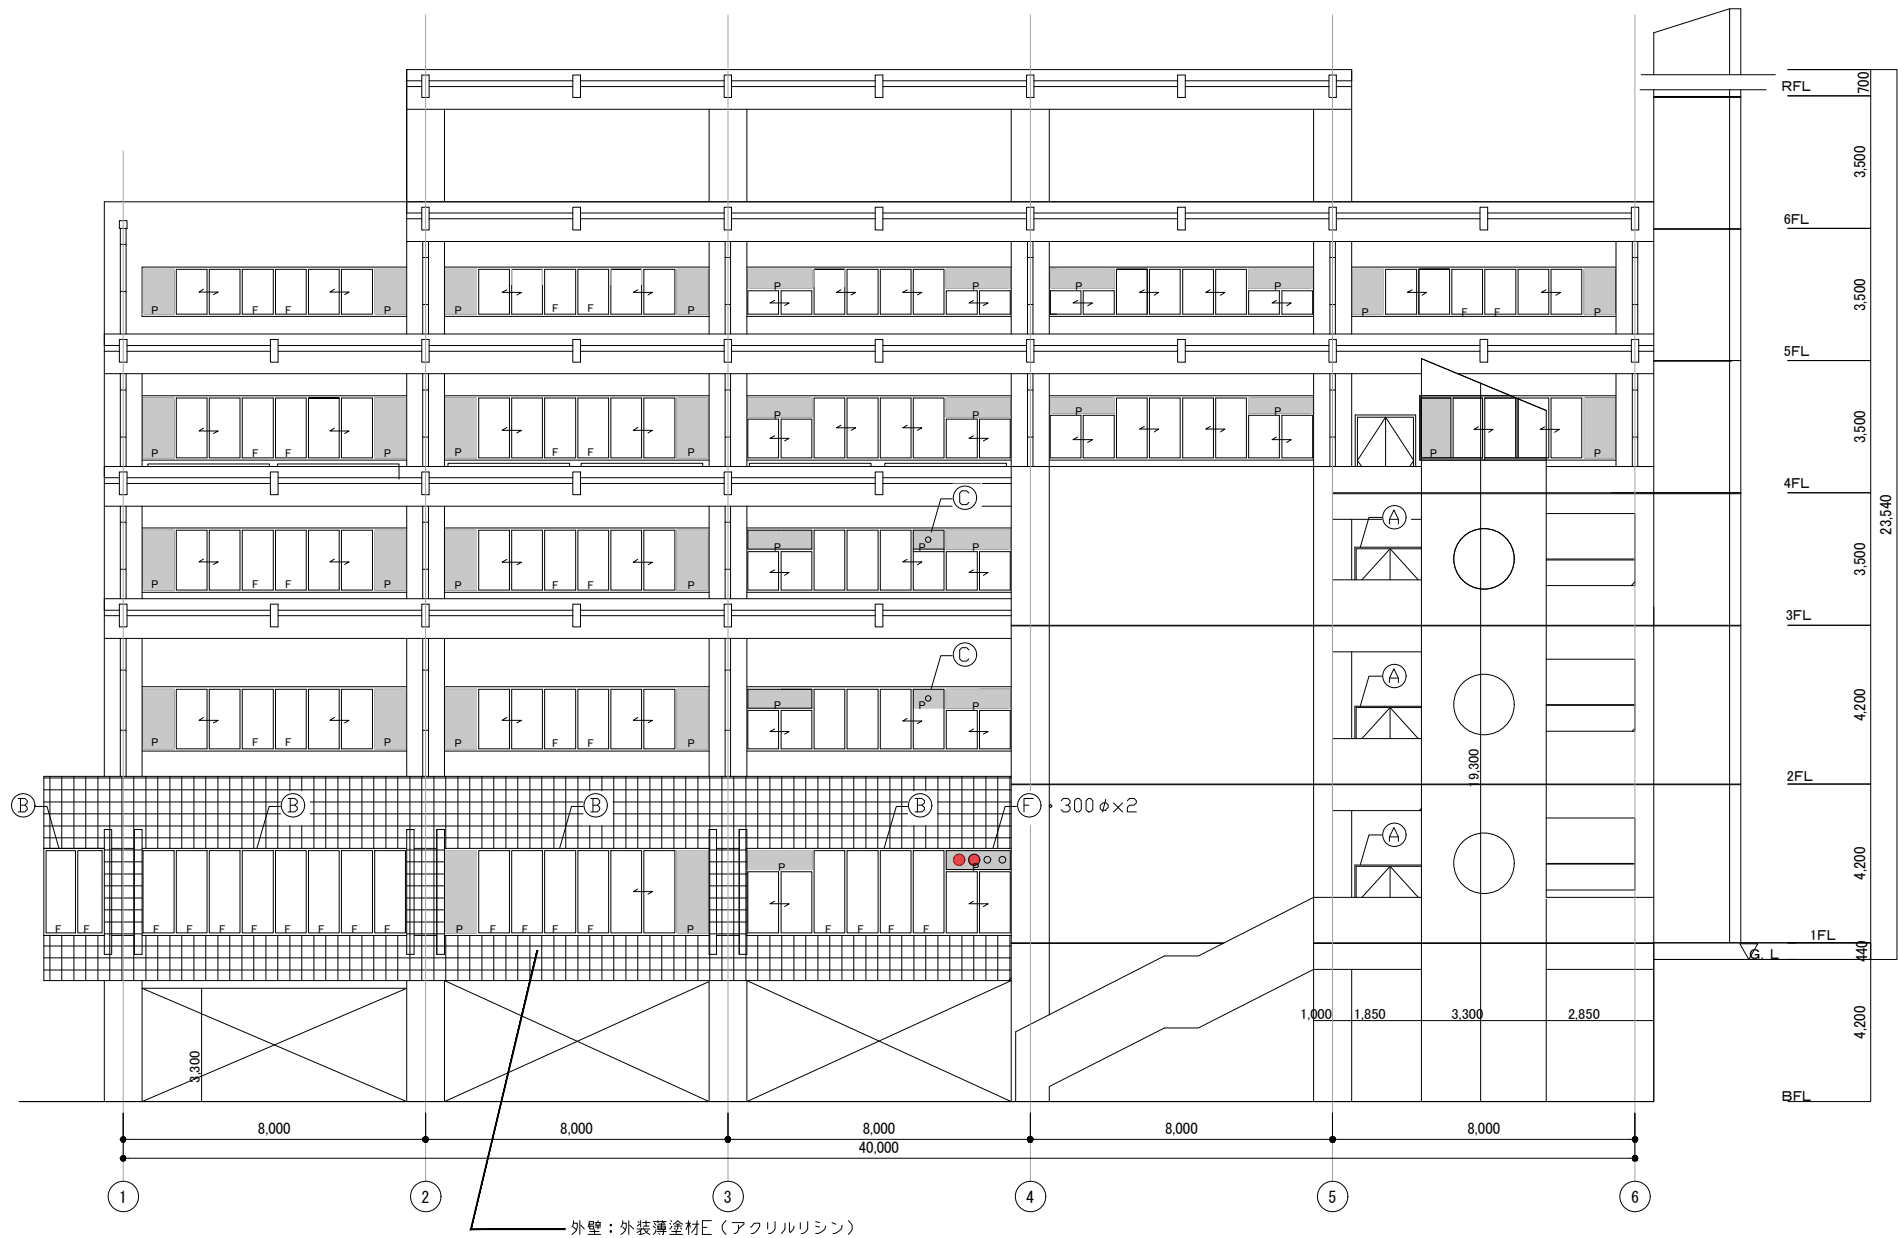 RFL
700
3,500
6FL
P F F P
P F F P
P P
P P
P F F P
3,500
5FL
P F F P
P F F P
P P
P P
P P
3,500
4FL
23,540
C
A
P F F P
P F F P
P P P
3,500
3FL
C
A
P F F P
P F F P
P P P
4,200
19,300
2FL
B
B
B
B
F・300φx2
A
P
P
4,200
F F
F F F F F F F F
P F F F F P
F F F F
1FL
440
G.L
1,000
1,850
3,300
2,850
4,200
3,300
BFL
8,000
8,000
8,000
8,000
8,000
40,000
1
2
3
4
5
6
外壁：外装薄塗材E（アクリルリシン）